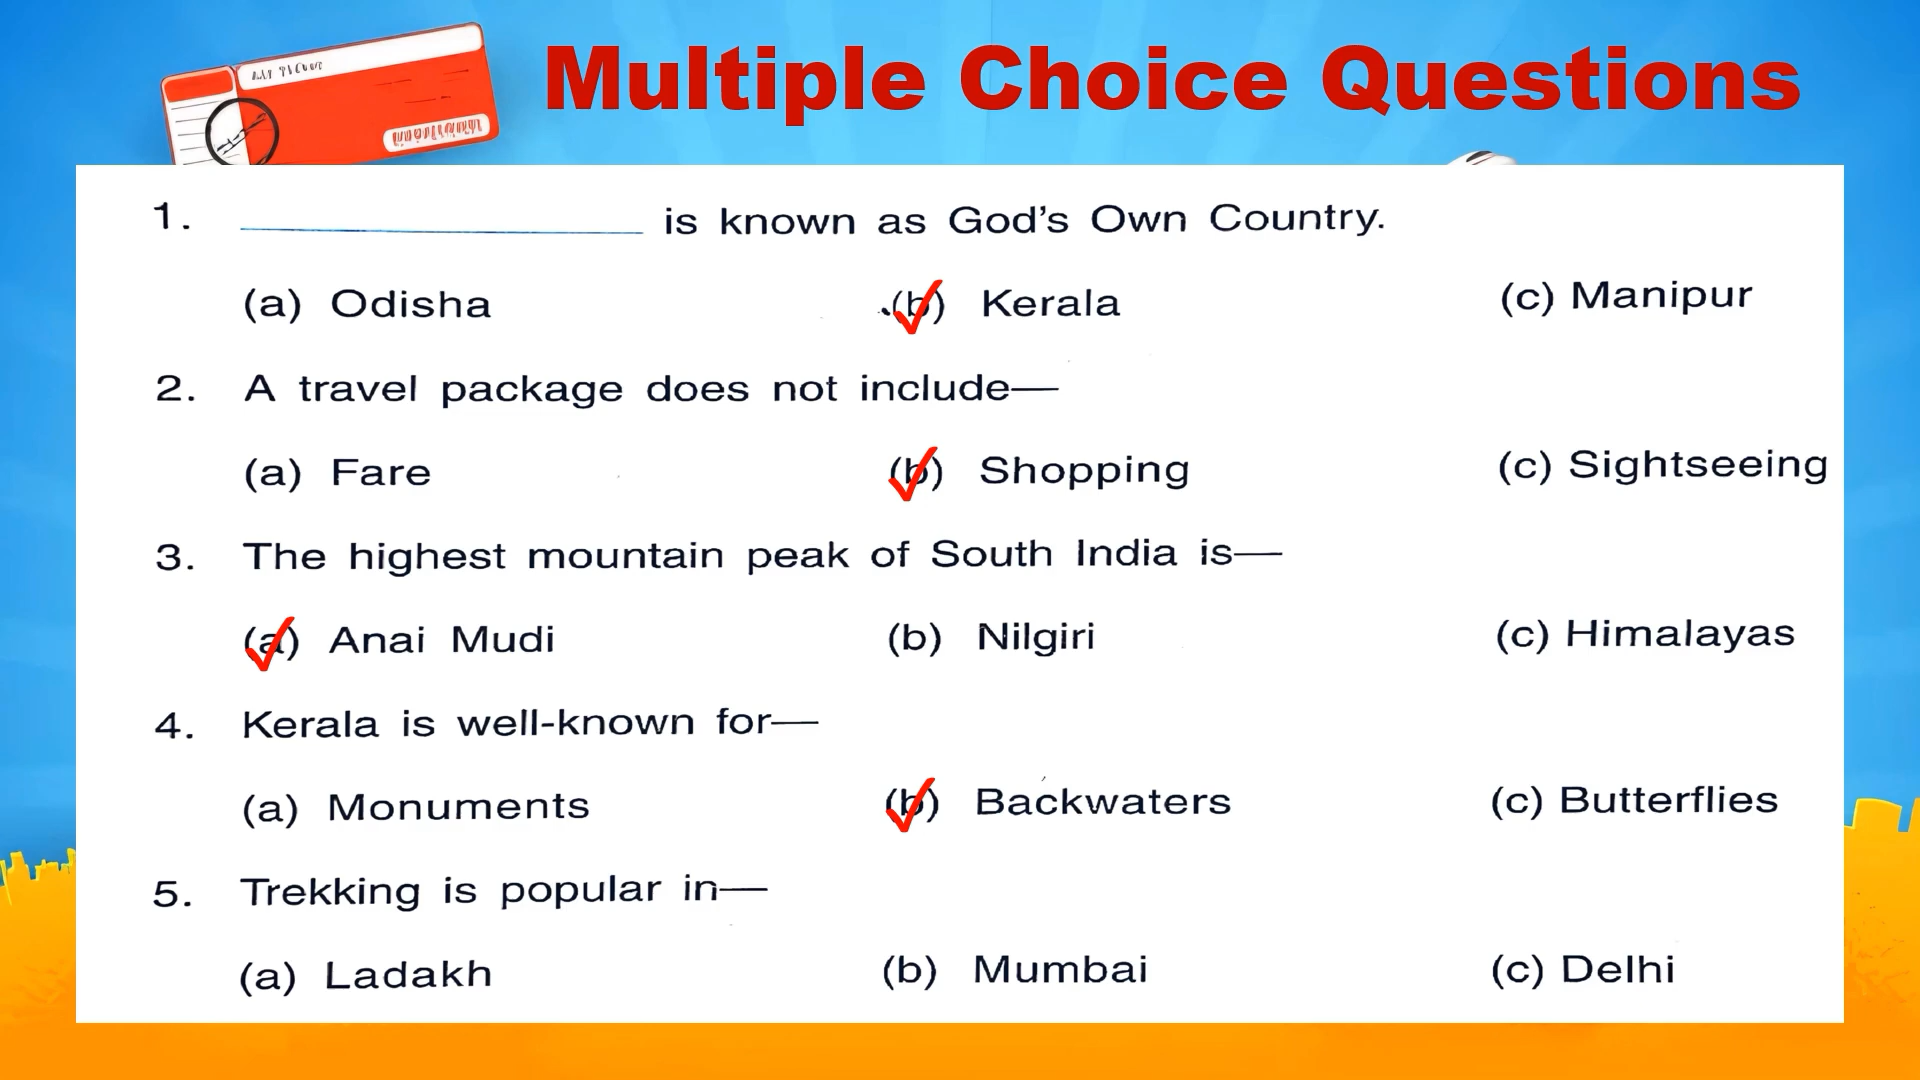 Multiple Choice Questions
1. ____________ is known as God's Own Country.
(a) Odisha (b) Kerala (c) Manipur
2. A travel package does not include—
(a) Fare (b) Shopping (c) Sightseeing
3. The highest mountain peak of South India is—
(a) Anai Mudi (b) Nilgiri (c) Himalayas
4. Kerala is well-known for—
(a) Monuments (b) Backwaters (c) Butterflies
5. Trekking is popular in—
(a) Ladakh (b) Mumbai (c) Delhi